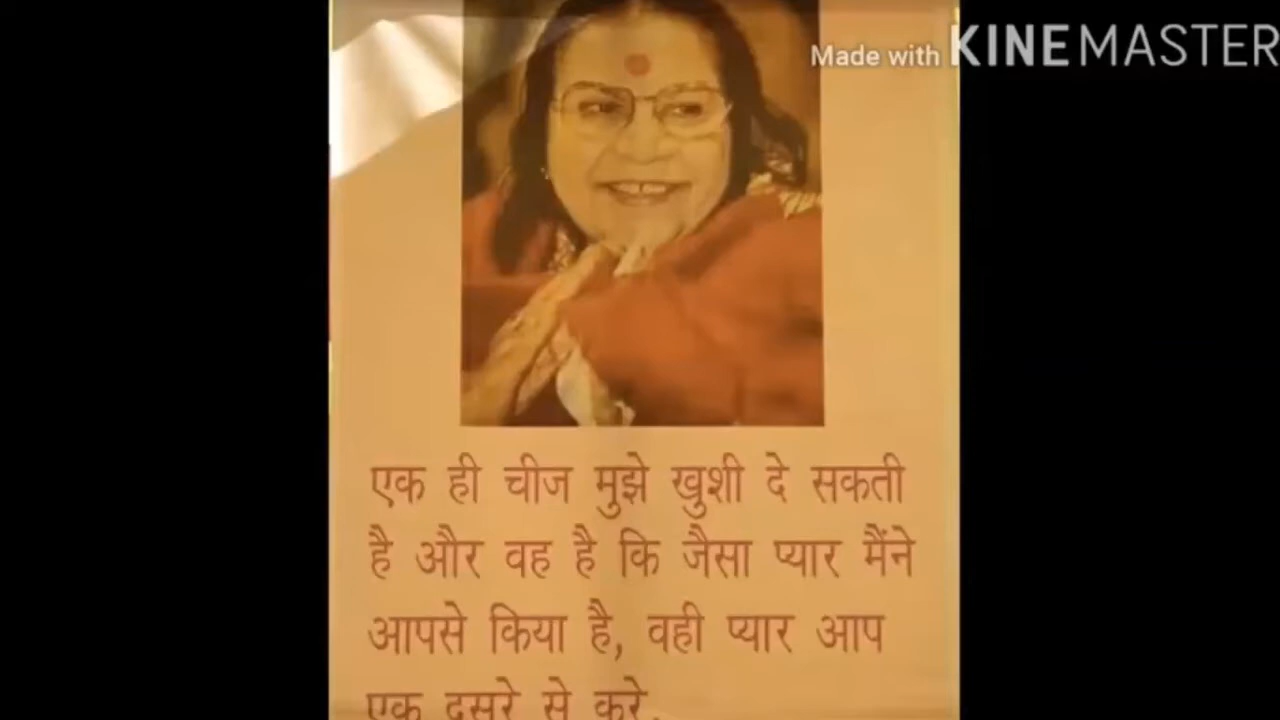 Made with KINEMASTER
एक ही चीज मुझे खुशी दे सकती
है और वह है कि जैसा प्यार मैंने
आपसे किया है, वही प्यार आप
एक दूसरे से करे.